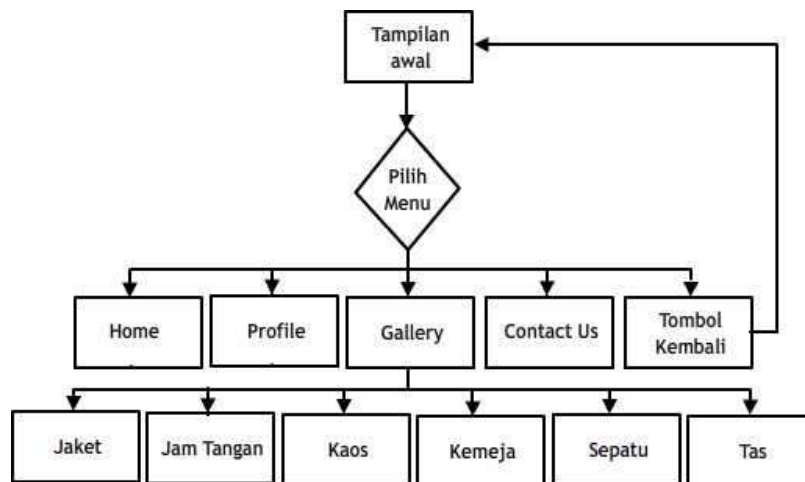 Tampilan
awal
Pilih
Menu
Home
Profile
Gallery
Contact Us
Tombol
Kembali
Jaket
Jam Tangan
Kaos
Kemeja
Sepatu
Tas